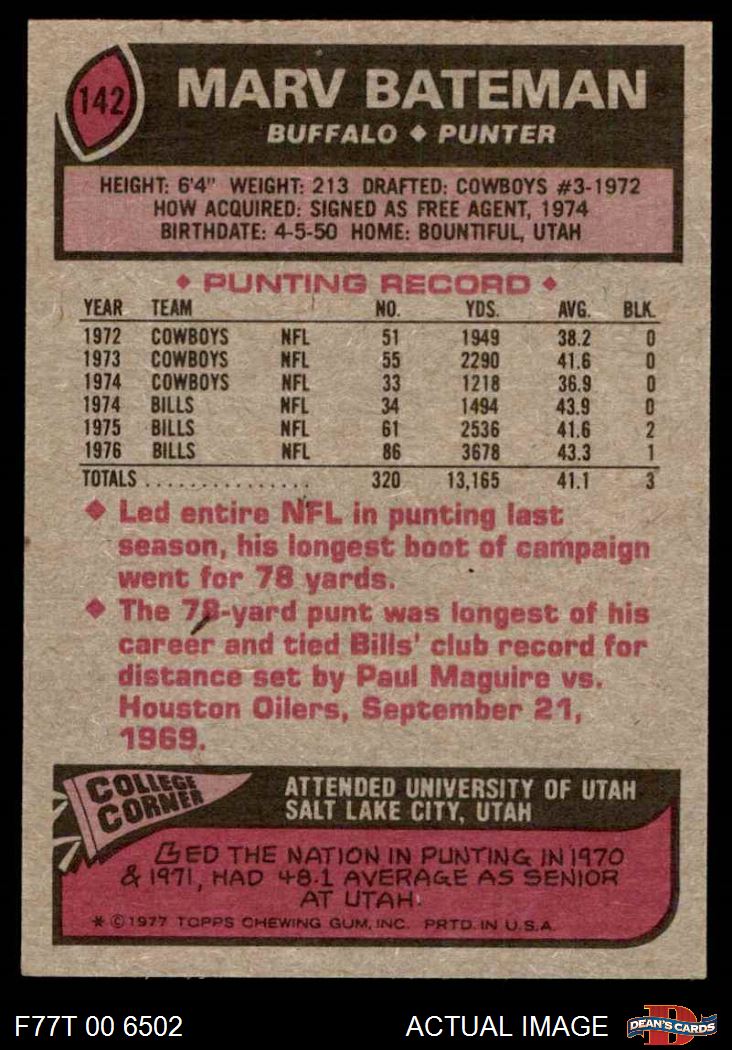 142
MARV BATEMAN
BUFFALO ♦ PUNTER
HEIGHT: 6'4" WEIGHT: 213 DRAFTED: COWBOYS #3-1972
HOW ACQUIRED: SIGNED AS FREE AGENT, 1974
BIRTHDATE: 4-5-50 HOME: BOUNTIFUL, UTAH
♦ PUNTING RECORD ♦
YEAR TEAM NO. YDS. AVG. BLK.
1972 COWBOYS NFL 51 1949 38.2 0
1973 COWBOYS NFL 55 2290 41.6 0
1974 COWBOYS NFL 33 1218 36.9 0
1974 BILLS NFL 34 1494 43.9 0
1975 BILLS NFL 61 2536 41.6 2
1976 BILLS NFL 86 3678 43.3 1
TOTALS ............... 320 13,165 41.1 3
♦ Led entire NFL in punting last
season, his longest boot of campaign
went for 78 yards.
♦ The 78-yard punt was longest of his
career and tied Bills' club record for
distance set by Paul Maguire vs.
Houston Oilers, September 21,
1969.
COLLEGE
CORNER
ATTENDED UNIVERSITY OF UTAH
SALT LAKE CITY, UTAH
LED THE NATION IN PUNTING IN 1970
& 1971, HAD 48.1 AVERAGE AS SENIOR
AT UTAH.
* © 1977 TOPPS CHEWING GUM, INC. PRTD. IN U.S.A.
F77T 00 6502 ACTUAL IMAGE
D
DEAN'S CARDS